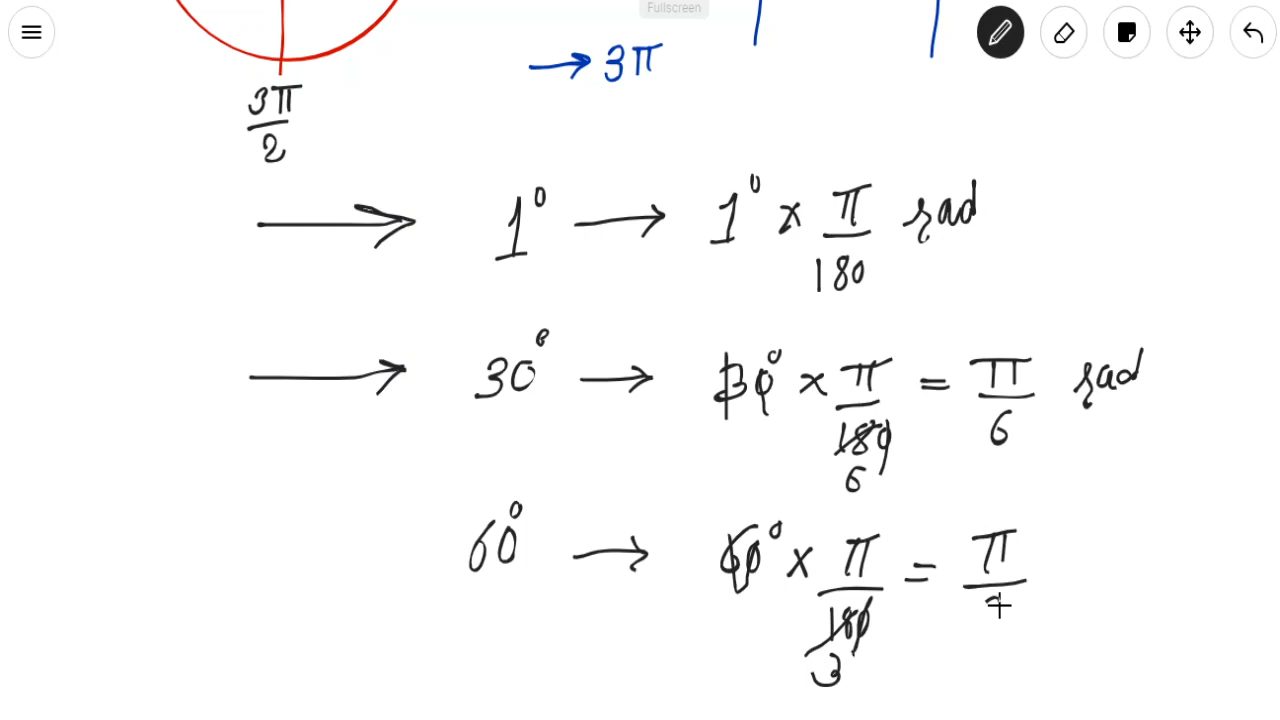 Fullscreen
→ 3π
3π/2
→ 1° → 1° × π/180 rad
→ 30° → 30° × π/180 = π/6 rad
6
60° → 60° × π/180 = π/
3